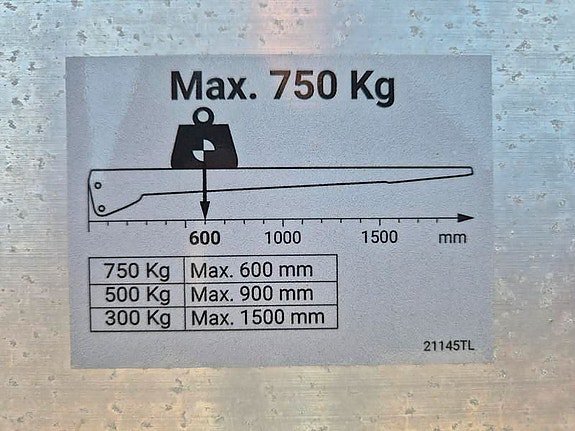 Max. 750 Kg
600 1000 1500 mm
750 Kg Max. 600 mm
500 Kg Max. 900 mm
300 Kg Max. 1500 mm
21145TL